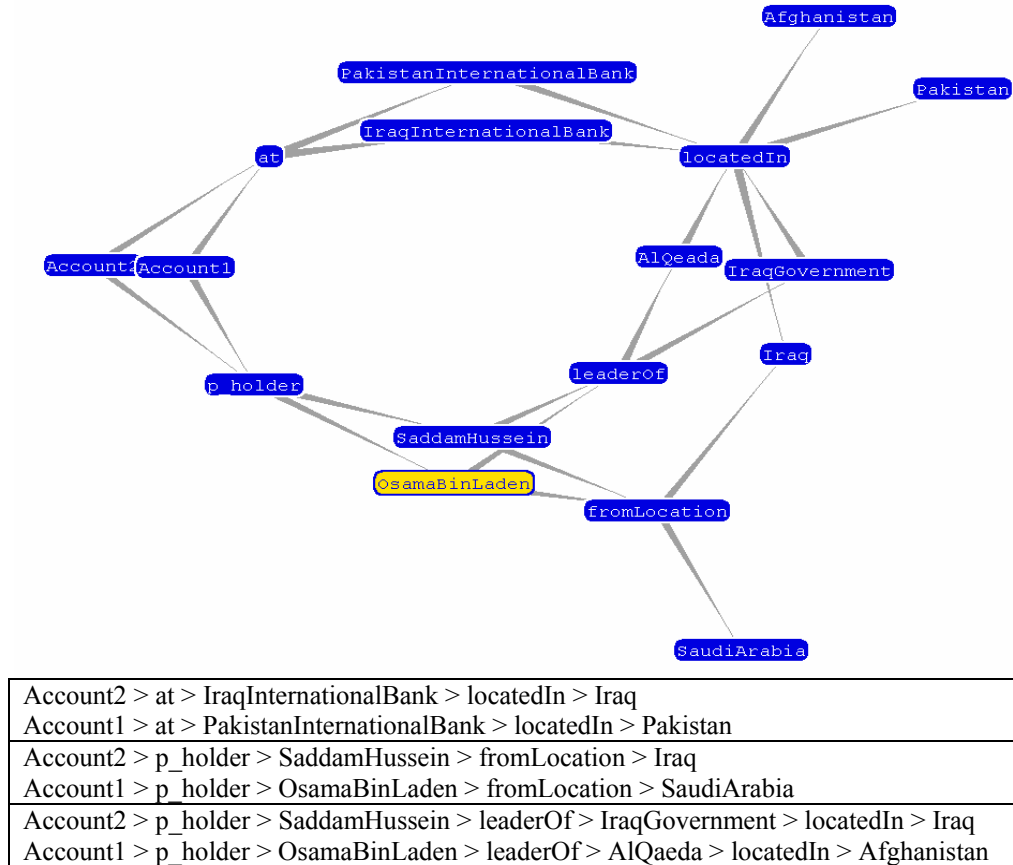 Afghanistan
PakistanInternationalBank
Pakistan
IraqInternationalBank
at
locatedIn
AlQeada
Account2
Account1
IraqGovernment
Iraq
leaderOf
p_holder
SaddamHussein
OsamaBinLaden
fromLocation
SaudiArabia
Account2 > at > IraqInternationalBank > locatedIn > Iraq
Account1 > at > PakistanInternationalBank > locatedIn > Pakistan
Account2 > p_holder > SaddamHussein > fromLocation > Iraq
Account1 > p_holder > OsamaBinLaden > fromLocation > SaudiArabia
Account2 > p_holder > SaddamHussein > leaderOf > IraqGovernment > locatedIn > Iraq
Account1 > p_holder > OsamaBinLaden > leaderOf > AlQaeda > locatedIn > Afghanistan